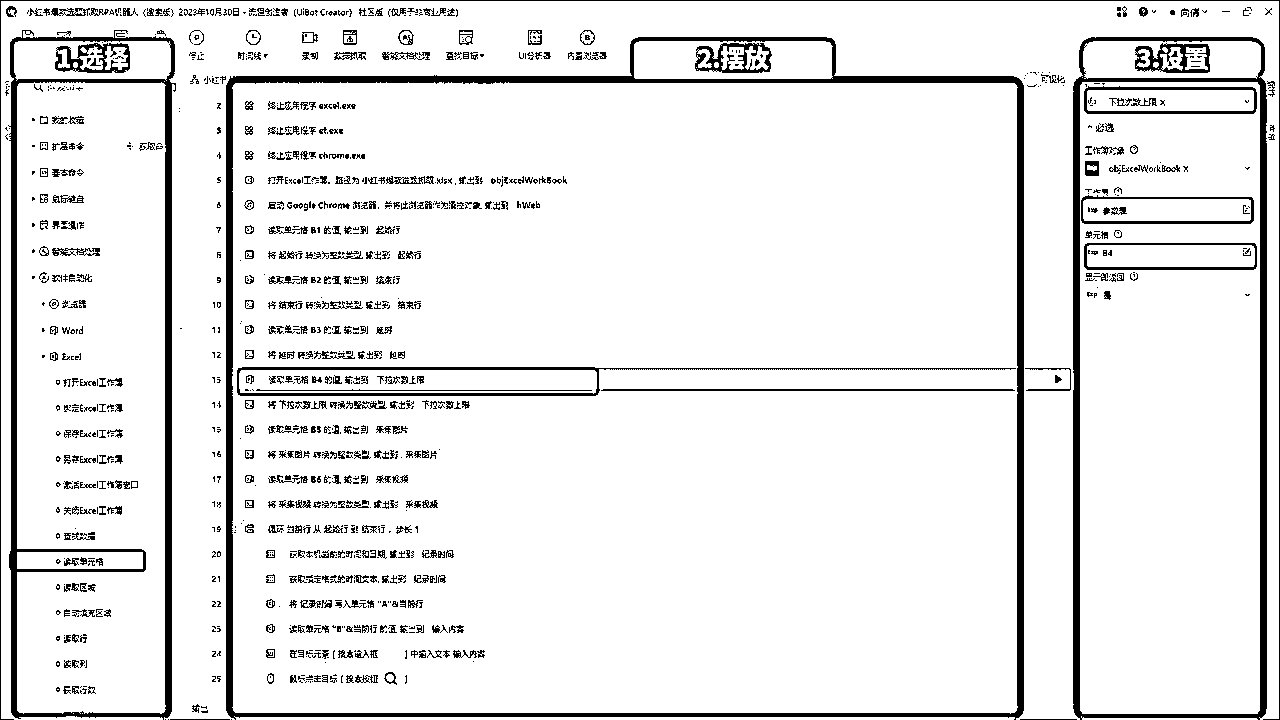 小红书爆款选题抓取RPA机器人（搜索版）2023年10月30日 - 流程创造者（UiBot Creator）社区版（仅用于非商业用途）
停止
时间线
录制
数据抓取
智能文档处理
查找目标
UI分析器
内置浏览器
1.选择
2.摆放
3.设置
小红书
可视化
我的收藏
扩展命令
获取命
基本命令
鼠标键盘
界面操作
智能文档处理
软件自动化
浏览器
Word
Excel
打开Excel工作簿
绑定Excel工作簿
保存Excel工作簿
另存Excel工作簿
激活Excel工作簿窗口
关闭Excel工作簿
查找数据
读取单元格
读取区域
自动填充区域
读取行
读取列
获取行数
2 终止应用程序 excel.exe
3 终止应用程序 et.exe
4 终止应用程序 chrome.exe
5 打开Excel工作簿，路径为 小红书爆款选题抓取.xlsx，输出到 objExcelWorkBook
6 启动 Google Chrome 浏览器，并将此浏览器作为操控对象, 输出到 hWeb
7 读取单元格 B1 的值, 输出到 起始行
8 将 起始行 转换为整数类型, 输出到 起始行
9 读取单元格 B2 的值, 输出到 结束行
10 将 结束行 转换为整数类型, 输出到 结束行
11 读取单元格 B3 的值, 输出到 延时
12 将 延时 转换为整数类型, 输出到 延时
13 读取单元格 B4 的值, 输出到 下拉次数上限
14 将 下拉次数上限 转换为整数类型, 输出到 下拉次数上限
15 读取单元格 B5 的值, 输出到 采集图片
16 将 采集图片 转换为整数类型, 输出到 采集图片
17 读取单元格 B6 的值, 输出到 采集视频
18 将 采集视频 转换为整数类型, 输出到 采集视频
19 循环 当前行 从 起始行 到 结束行，步长 1
20 获取本机当前的时间和日期, 输出到 记录时间
21 获取指定格式的时间文本, 输出到 记录时间
22 将 记录时间 写入单元格 "A"&当前行
23 读取单元格 "B"&当前行 的值, 输出到 输入内容
24 在目标元素 [ 搜索输入框 ] 中输入文本 输入内容
25 鼠标点击目标 [ 搜索按钮 ]
输出
下拉次数上限 X
必选
工作簿对象
objExcelWorkBook X
工作表
Exp 参数表
单元格
Exp B4
显示即返回
Exp 是